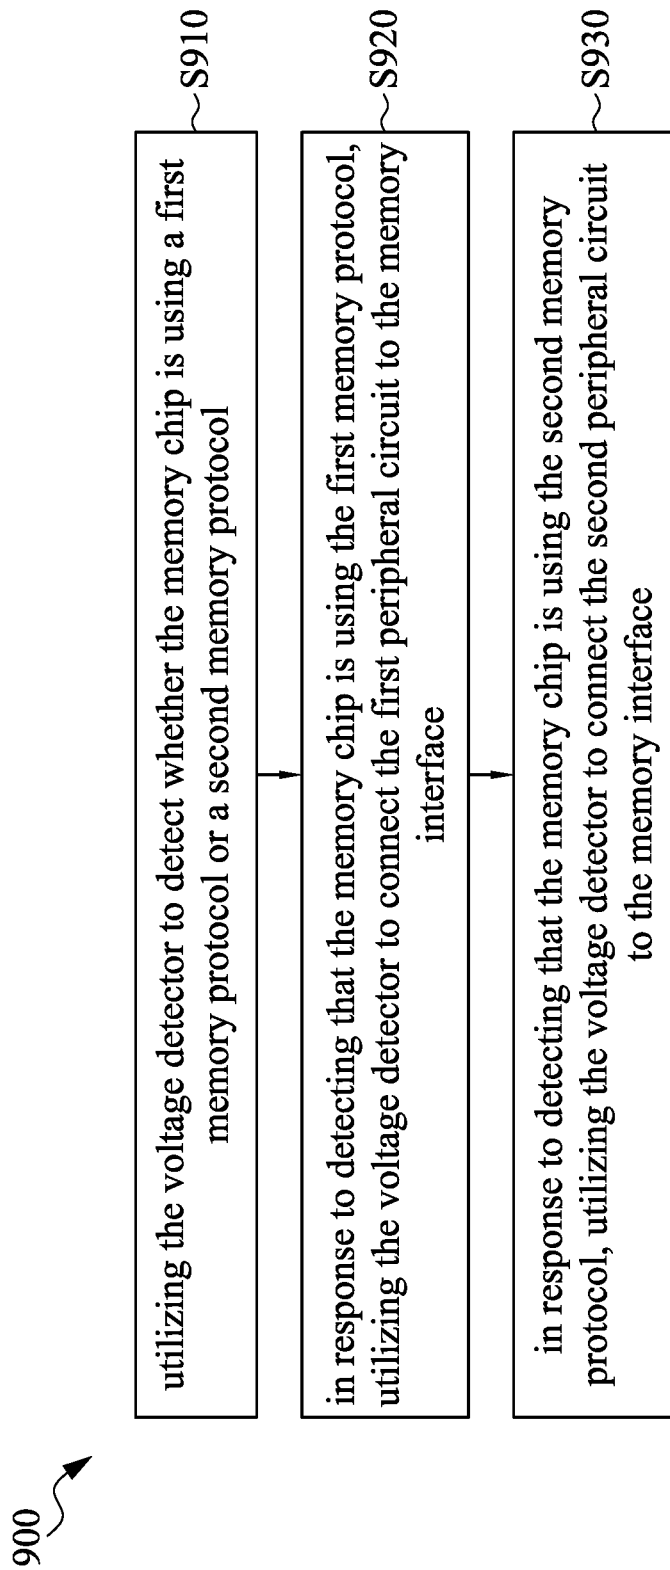 900
utilizing the voltage detector to detect whether the memory chip is using a first
memory protocol or a second memory protocol
S910
in response to detecting that the memory chip is using the first memory protocol,
utilizing the voltage detector to connect the first peripheral circuit to the memory
interface
S920
in response to detecting that the memory chip is using the second memory
protocol, utilizing the voltage detector to connect the second peripheral circuit
to the memory interface
S930